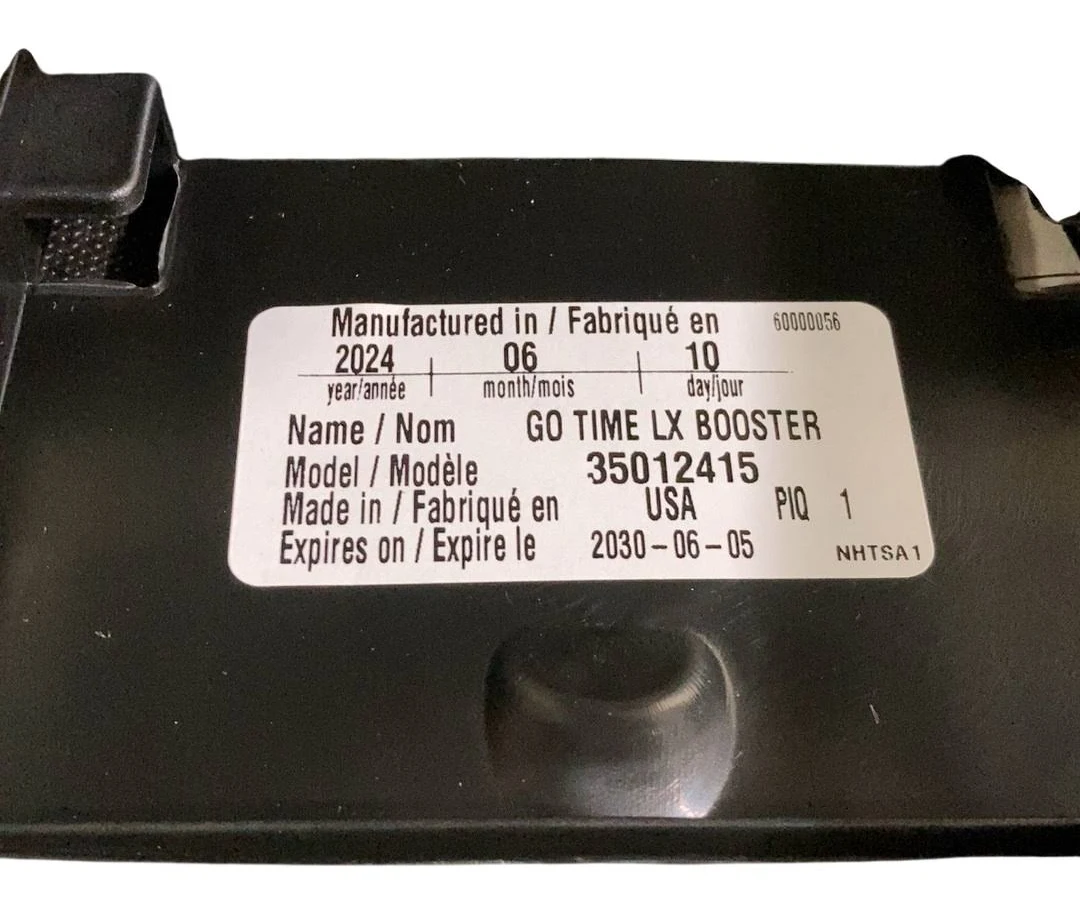 Manufactured in / Fabriqué en 60000056
2024 06 10
year/année month/mois day/jour
Name / Nom GO TIME LX BOOSTER
Model / Modèle 35012415
Made in / Fabriqué en USA PIQ 1
Expires on / Expire le 2030-06-05 NHTSA1